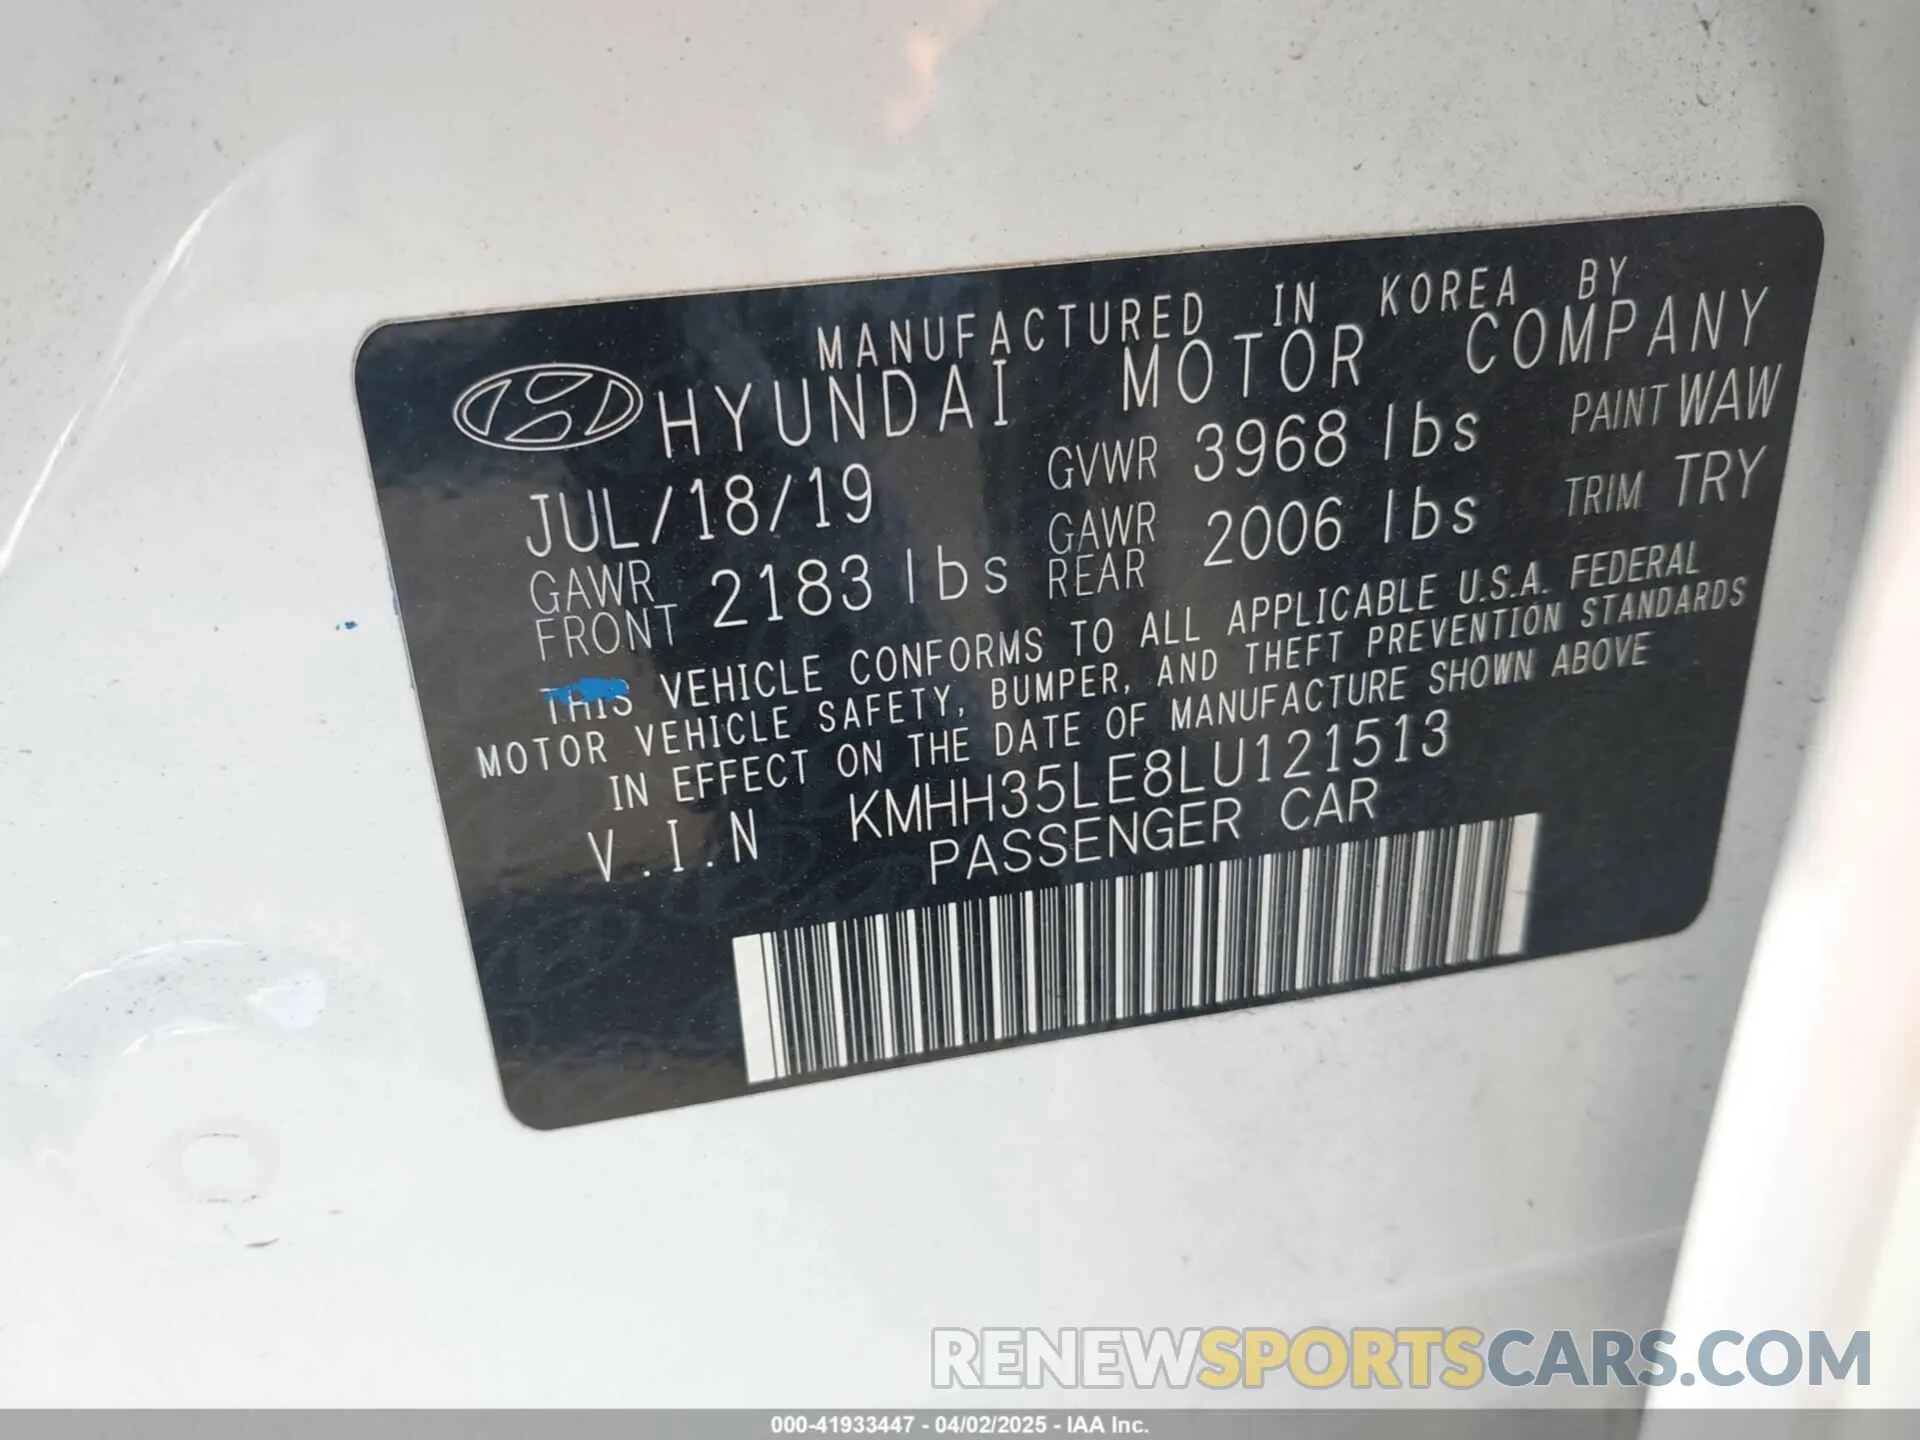 MANUFACTURED IN KOREA BY
HYUNDAI MOTOR COMPANY
JUL/18/19 GVWR 3968 lbs PAINT WAW
GAWR FRONT 2183 lbs GAWR REAR 2006 lbs TRIM TRY
THIS VEHICLE CONFORMS TO ALL APPLICABLE U.S.A. FEDERAL
MOTOR VEHICLE SAFETY, BUMPER, AND THEFT PREVENTION STANDARDS
IN EFFECT ON THE DATE OF MANUFACTURE SHOWN ABOVE
V.I.N KMHH35LE8LU121513
PASSENGER CAR
RENEWSPORTSCARS.COM
000-41933447 - 04/02/2025 - IAA Inc.